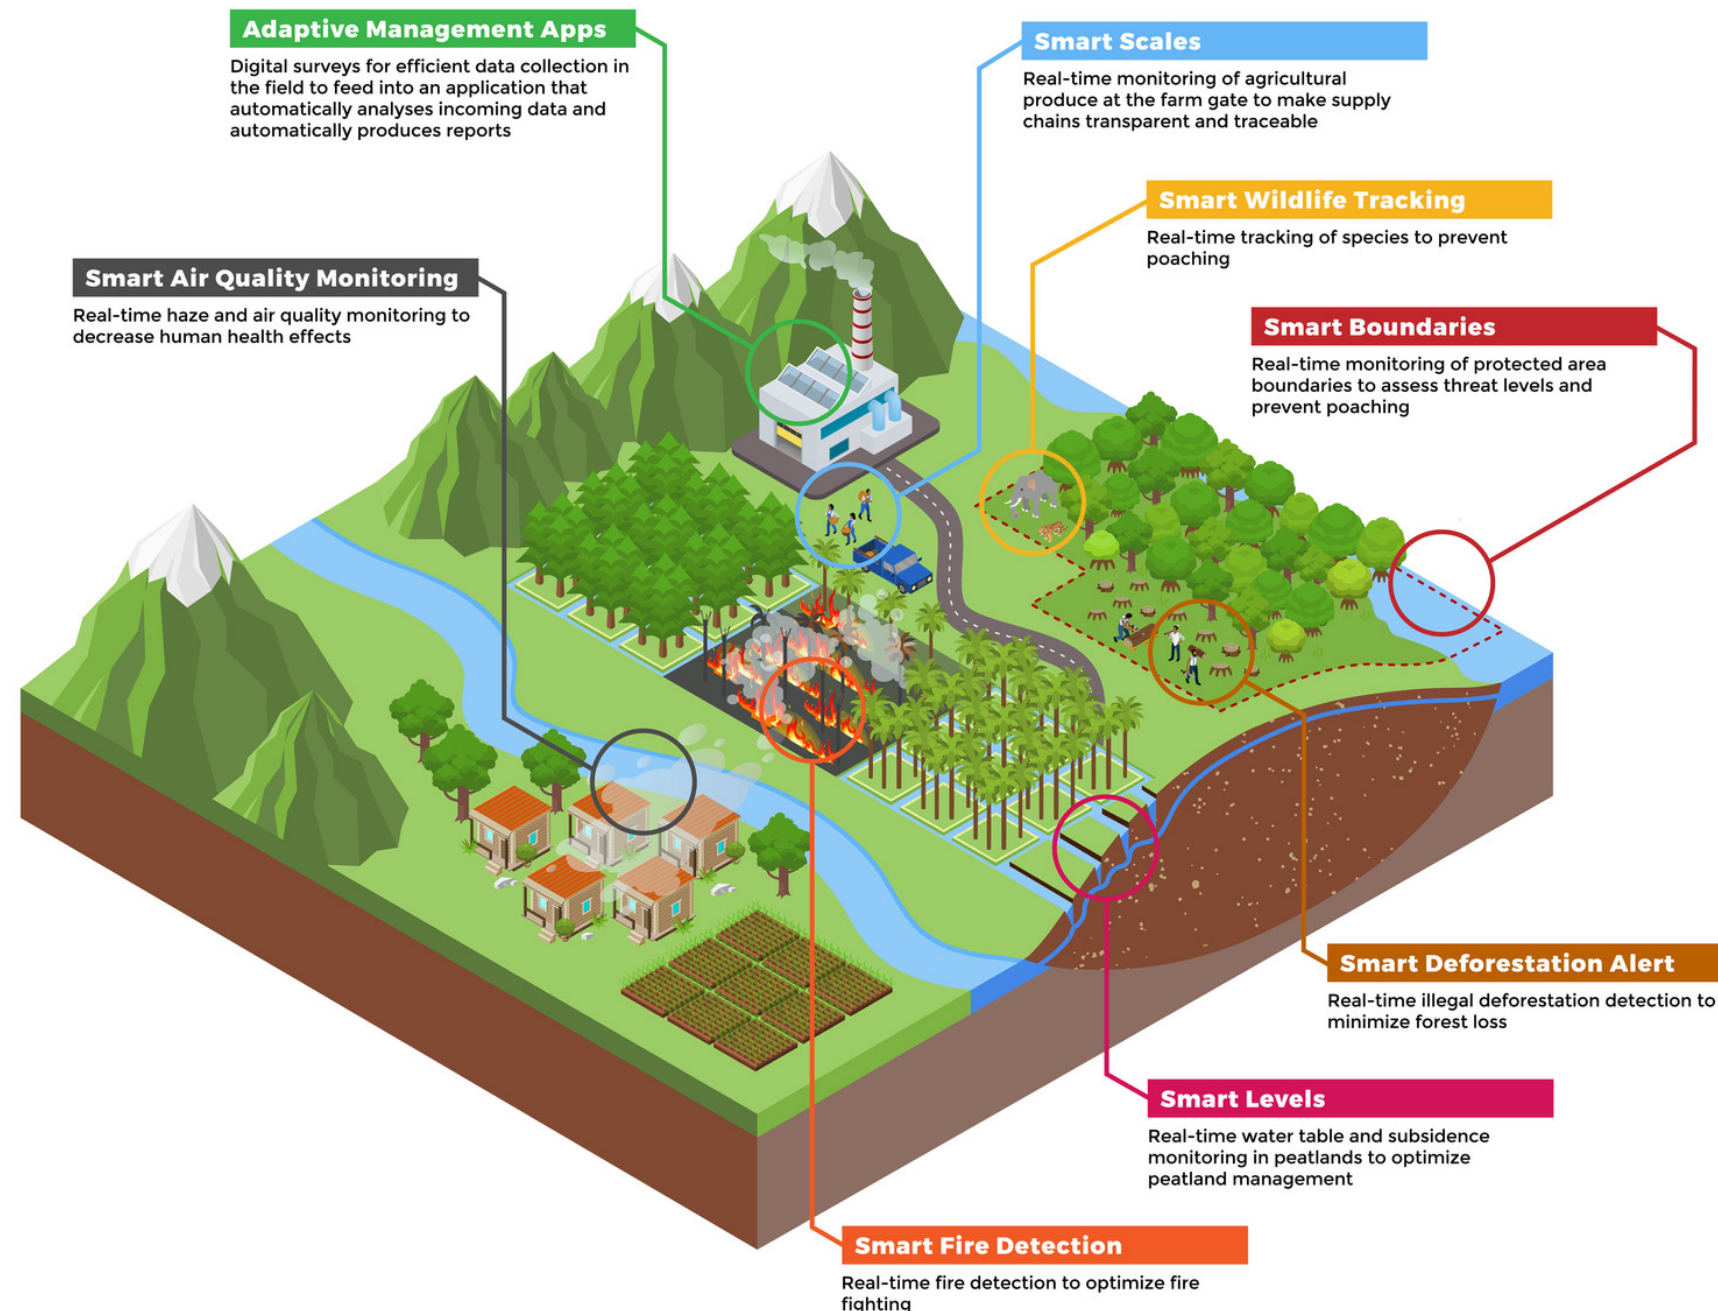 Adaptive Management Apps
Digital surveys for efficient data collection in
the field to feed into an application that
automatically analyses incoming data and
automatically produces reports
Smart Scales
Real-time monitoring of agricultural
produce at the farm gate to make supply
chains transparent and traceable
Smart Wildlife Tracking
Real-time tracking of species to prevent
poaching
Smart Air Quality Monitoring
Real-time haze and air quality monitoring to
decrease human health effects
Smart Boundaries
Real-time monitoring of protected area
boundaries to assess threat levels and
prevent poaching
Smart Deforestation Alert
Real-time illegal deforestation detection to
minimize forest loss
Smart Levels
Real-time water table and subsidence
monitoring in peatlands to optimize
peatland management
Smart Fire Detection
Real-time fire detection to optimize fire
fighting